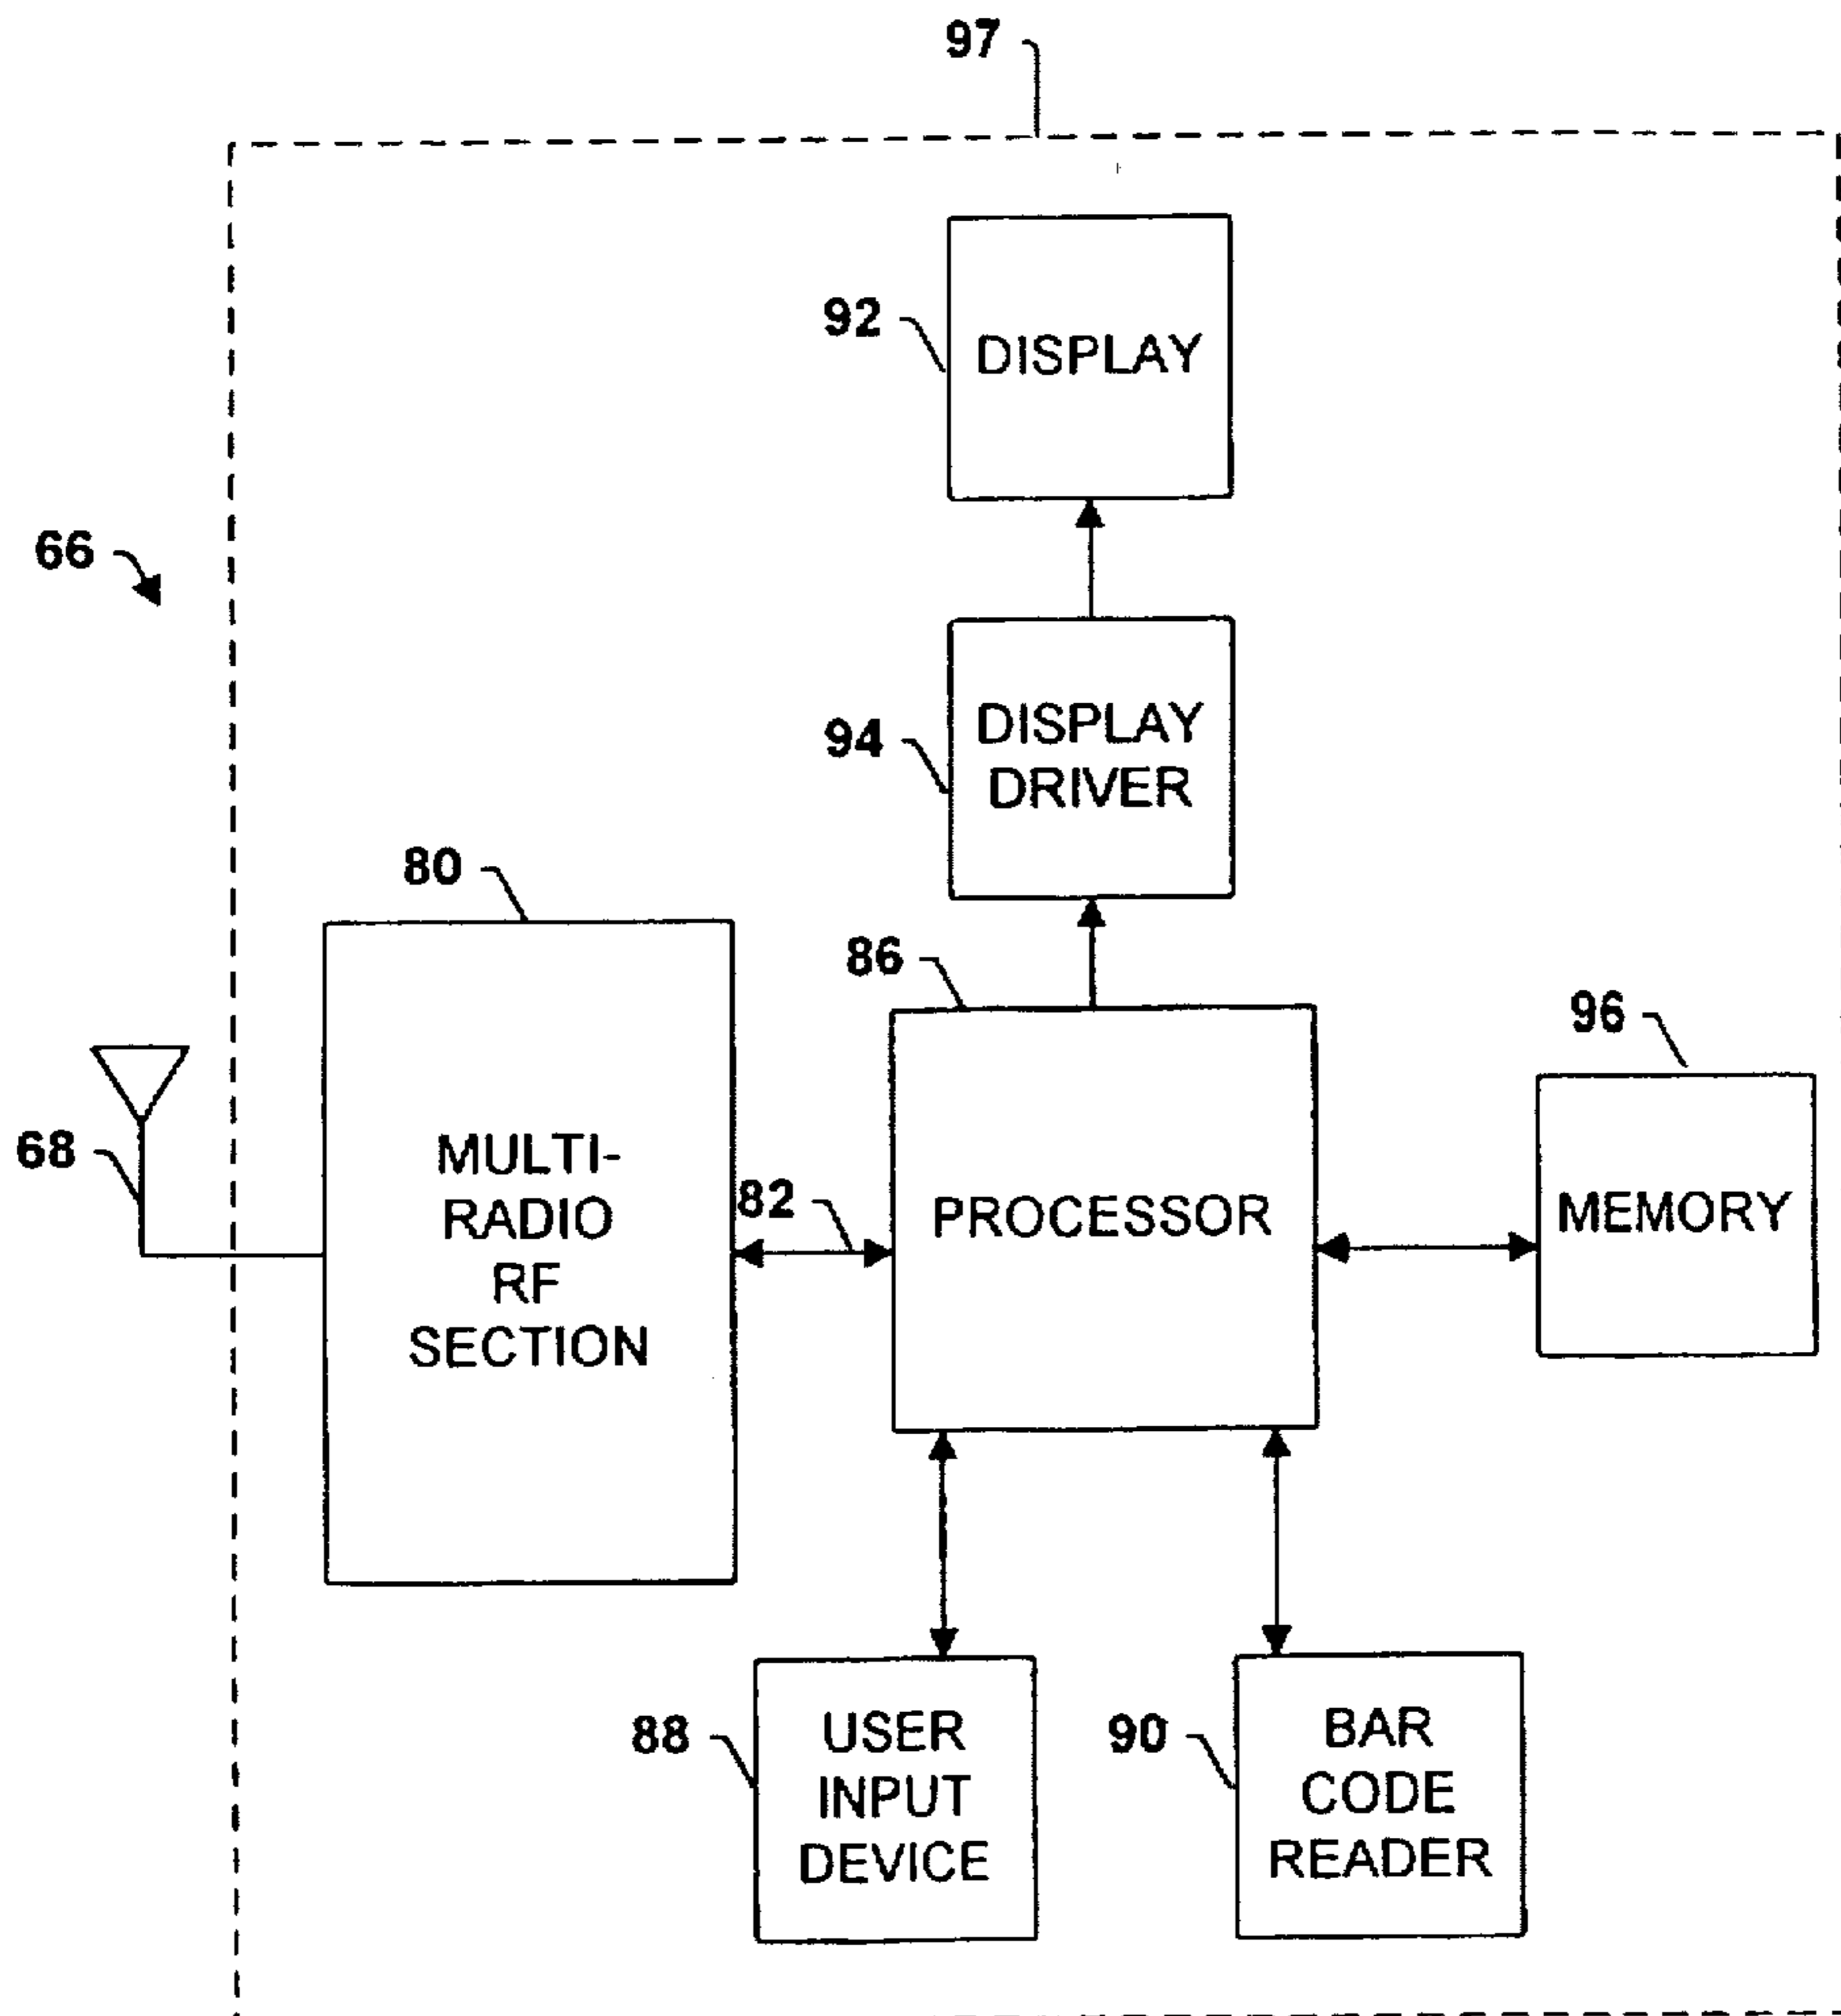 97
92
DISPLAY
66
94
DISPLAY
DRIVER
80
86
96
68
MULTI-
RADIO
RF
SECTION
82
PROCESSOR
MEMORY
88
USER
INPUT
DEVICE
90
BAR
CODE
READER